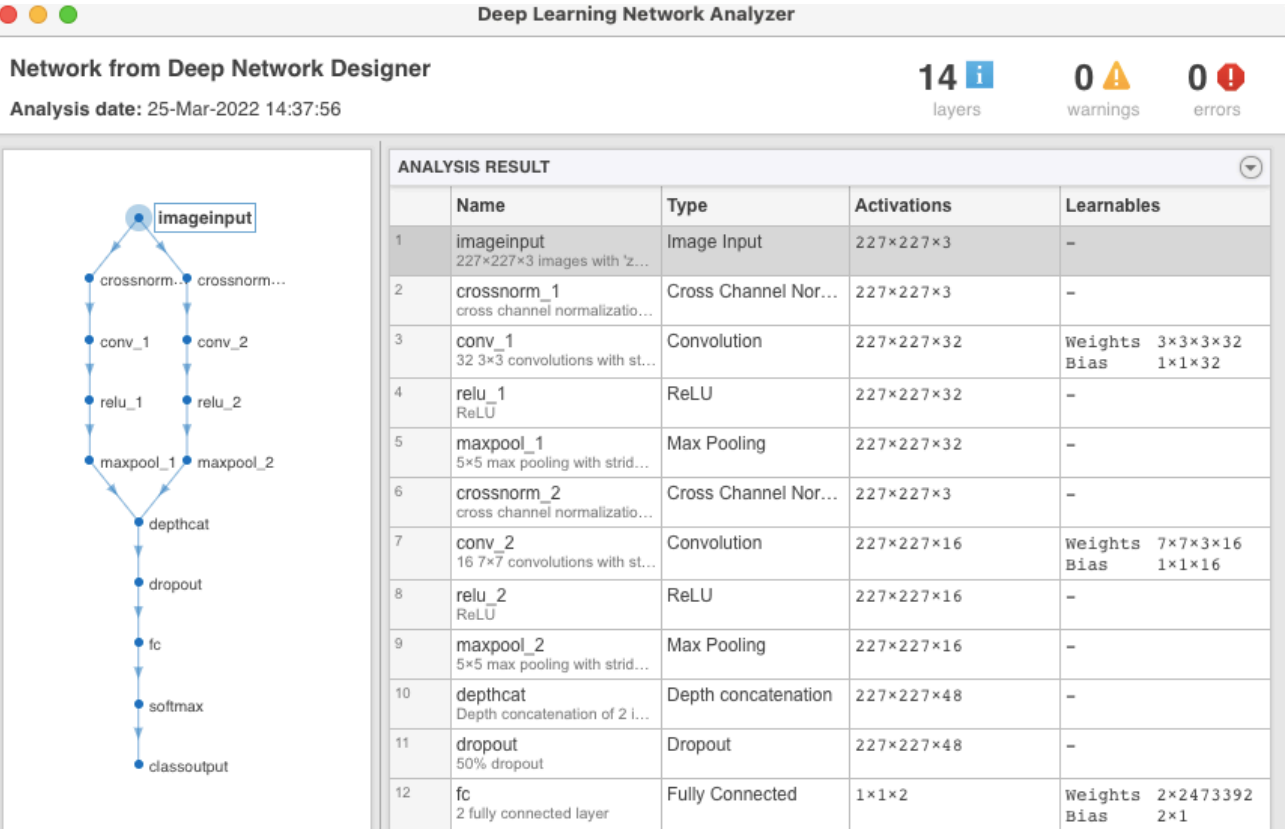 Deep Learning Network Analyzer
Network from Deep Network Designer
Analysis date: 25-Mar-2022 14:37:56
14 i
layers
0
warnings
0
errors
imageinput
crossnorm... crossnorm...
conv_1 conv_2
relu_1 relu_2
maxpool_1 maxpool_2
depthcat
dropout
fc
softmax
classoutput
ANALYSIS RESULT
Name Type Activations Learnables
1 imageinput Image Input 227×227×3 –
227×227×3 images with 'z...
2 crossnorm_1 Cross Channel Nor... 227×227×3 –
cross channel normalizatio...
3 conv_1 Convolution 227×227×32 Weights 3×3×3×32
32 3×3 convolutions with st... Bias 1×1×32
4 relu_1 ReLU 227×227×32 –
ReLU
5 maxpool_1 Max Pooling 227×227×32 –
5×5 max pooling with strid...
6 crossnorm_2 Cross Channel Nor... 227×227×3 –
cross channel normalizatio...
7 conv_2 Convolution 227×227×16 Weights 7×7×3×16
16 7×7 convolutions with st... Bias 1×1×16
8 relu_2 ReLU 227×227×16 –
ReLU
9 maxpool_2 Max Pooling 227×227×16 –
5×5 max pooling with strid...
10 depthcat Depth concatenation 227×227×48 –
Depth concatenation of 2 i...
11 dropout Dropout 227×227×48 –
50% dropout
12 fc Fully Connected 1×1×2 Weights 2×2473392
2 fully connected layer Bias 2×1